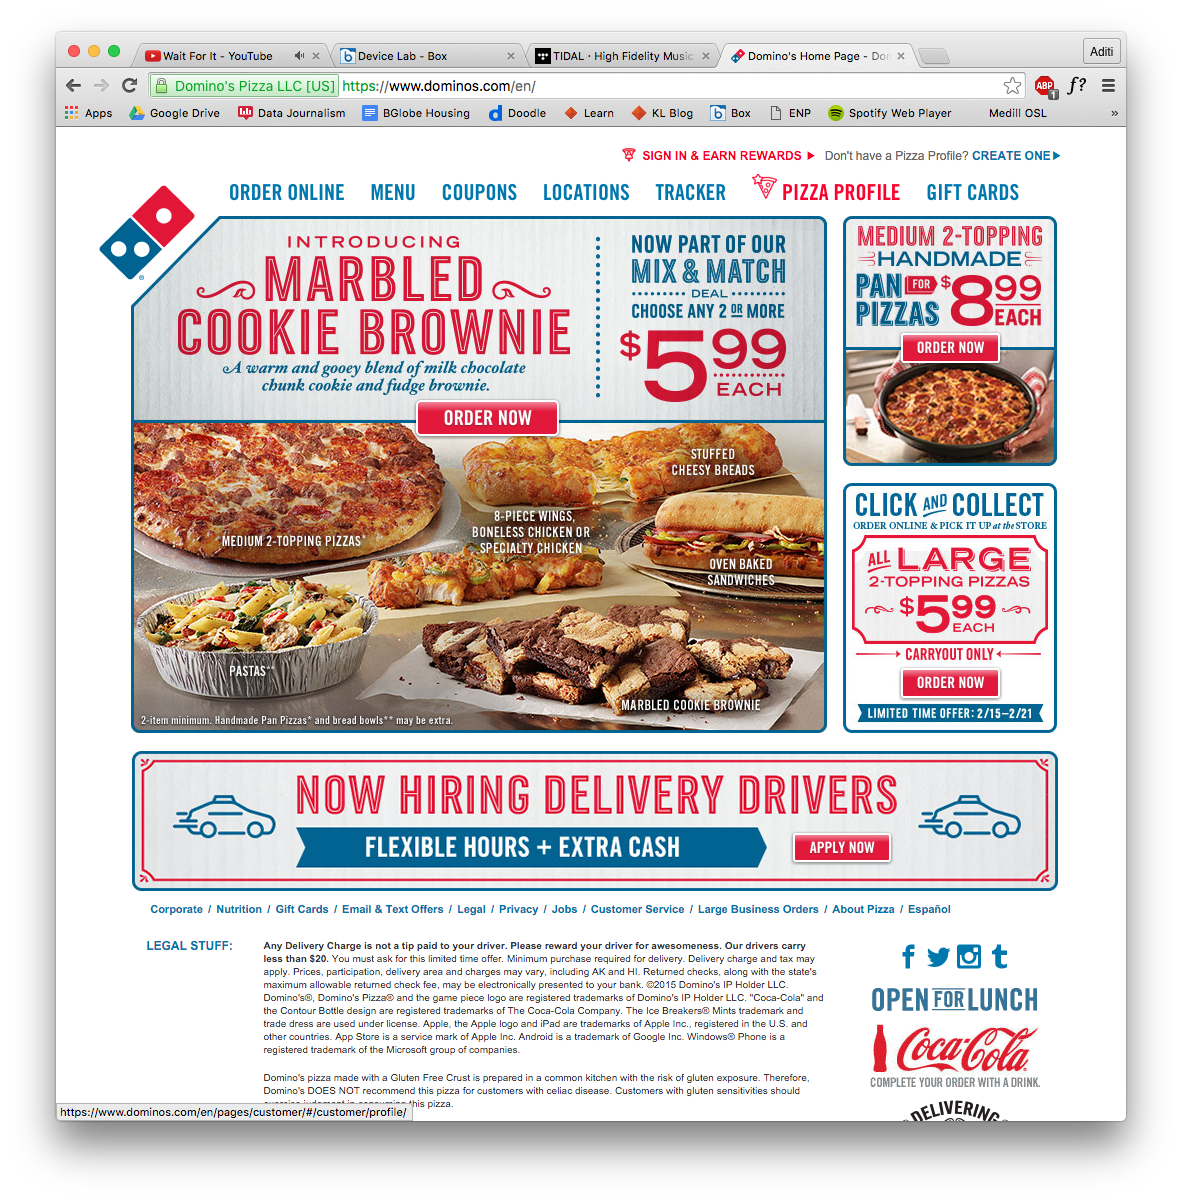 Wait For It - YouTube
Device Lab - Box
TIDAL · High Fidelity Music
Domino's Home Page - Don
Aditi
Domino's Pizza LLC [US] https://www.dominos.com/en/
ABP
1
f?
Apps
Google Drive
Data Journalism
BGlobe Housing
Doodle
Learn
KL Blog
Box
ENP
Spotify Web Player
Medill OSL
»
SIGN IN & EARN REWARDS
Don't have a Pizza Profile? CREATE ONE
ORDER ONLINE
MENU
COUPONS
LOCATIONS
TRACKER
PIZZA PROFILE
GIFT CARDS
INTRODUCING
MARBLED
COOKIE BROWNIE
A warm and gooey blend of milk chocolate
chunk cookie and fudge brownie.
NOW PART OF OUR
MIX & MATCH
DEAL
CHOOSE ANY 2 OR MORE
$599
EACH
ORDER NOW
MEDIUM 2-TOPPING PIZZAS*
STUFFED
CHEESY BREADS
8-PIECE WINGS,
BONELESS CHICKEN OR
SPECIALTY CHICKEN
OVEN BAKED
SANDWICHES
PASTAS**
MARBLED COOKIE BROWNIE
2-item minimum. Handmade Pan Pizzas* and bread bowls** may be extra.
MEDIUM 2-TOPPING
HANDMADE
PAN FOR $899
PIZZAS EACH
ORDER NOW
CLICK AND COLLECT
ORDER ONLINE & PICK IT UP at the STORE
ALL LARGE
2-TOPPING PIZZAS
$599
EACH
CARRYOUT ONLY
ORDER NOW
LIMITED TIME OFFER: 2/15–2/21
NOW HIRING DELIVERY DRIVERS
FLEXIBLE HOURS + EXTRA CASH
APPLY NOW
Corporate / Nutrition / Gift Cards / Email & Text Offers / Legal / Privacy / Jobs / Customer Service / Large Business Orders / About Pizza / Español
LEGAL STUFF:
Any Delivery Charge is not a tip paid to your driver. Please reward your driver for awesomeness. Our drivers carry
less than $20. You must ask for this limited time offer. Minimum purchase required for delivery. Delivery charge and tax may
apply. Prices, participation, delivery area and charges may vary, including AK and HI. Returned checks, along with the state's
maximum allowable returned check fee, may be electronically presented to your bank. ©2015 Domino's IP Holder LLC.
Domino's®, Domino's Pizza® and the game piece logo are registered trademarks of Domino's IP Holder LLC. "Coca-Cola" and
the Contour Bottle design are registered trademarks of The Coca-Cola Company. The Ice Breakers® Mints trademark and
trade dress are used under license. Apple, the Apple logo and iPad are trademarks of Apple Inc., registered in the U.S. and
other countries. App Store is a service mark of Apple Inc. Android is a trademark of Google Inc. Windows® Phone is a
registered trademark of the Microsoft group of companies.
Domino's pizza made with a Gluten Free Crust is prepared in a common kitchen with the risk of gluten exposure. Therefore,
Domino's DOES NOT recommend this pizza for customers with celiac disease. Customers with gluten sensitivities should
exercise judgment in consuming this pizza.
OPEN FOR LUNCH
Coca-Cola
COMPLETE YOUR ORDER WITH A DRINK.
DELIVERING
https://www.dominos.com/en/pages/customer/#/customer/profile/